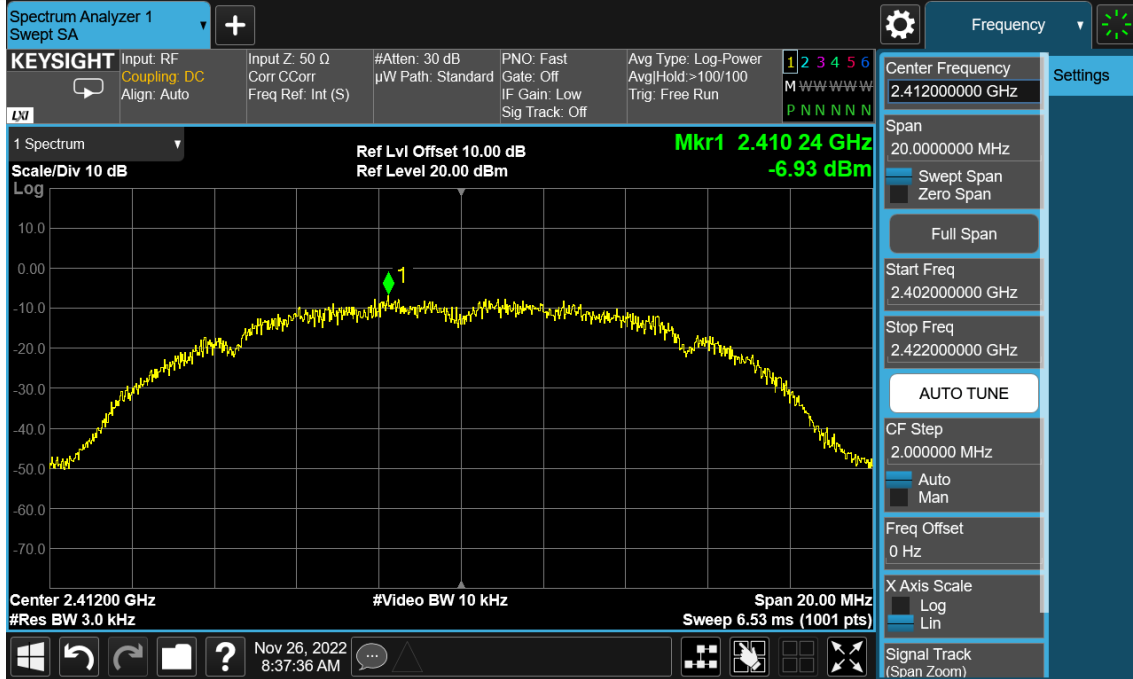 Spectrum Analyzer 1
Swept SA
+
Frequency
KEYSIGHT
LXI
Input: RF
Coupling: DC
Align: Auto
Input Z: 50 Ω
Corr CCorr
Freq Ref: Int (S)
#Atten: 30 dB
µW Path: Standard
PNO: Fast
Gate: Off
IF Gain: Low
Sig Track: Off
Avg Type: Log-Power
Avg|Hold:>100/100
Trig: Free Run
1 2 3 4 5 6
M W W W W W
P N N N N N
1 Spectrum
Scale/Div 10 dB
Ref Lvl Offset 10.00 dB
Ref Level 20.00 dBm
Mkr1 2.410 24 GHz
-6.93 dBm
Log
10.0
0.00
-10.0
-20.0
-30.0
-40.0
-50.0
-60.0
-70.0
1
Center 2.41200 GHz
#Res BW 3.0 kHz
#Video BW 10 kHz
Span 20.00 MHz
Sweep 6.53 ms (1001 pts)
?
Nov 26, 2022
8:37:36 AM
Center Frequency
2.412000000 GHz
Span
20.0000000 MHz
Swept Span
Zero Span
Full Span
Start Freq
2.402000000 GHz
Stop Freq
2.422000000 GHz
AUTO TUNE
CF Step
2.000000 MHz
Auto
Man
Freq Offset
0 Hz
X Axis Scale
Log
Lin
Signal Track
(Span Zoom)
Settings